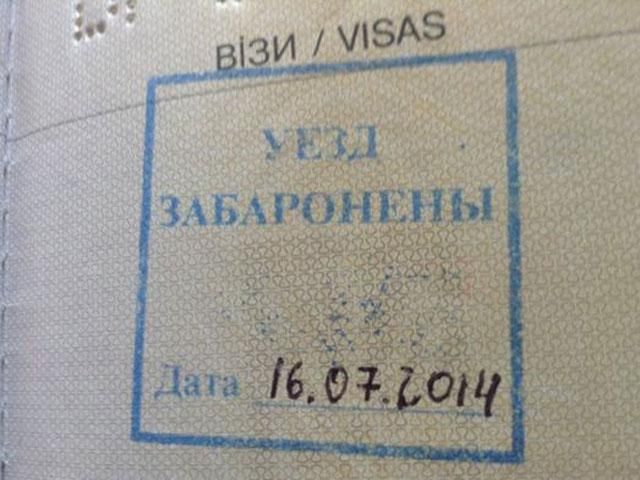 ВІЗИ / VISAS
УЕЗД
ЗАБАРОНЕНЫ
Дата 16.07.2014